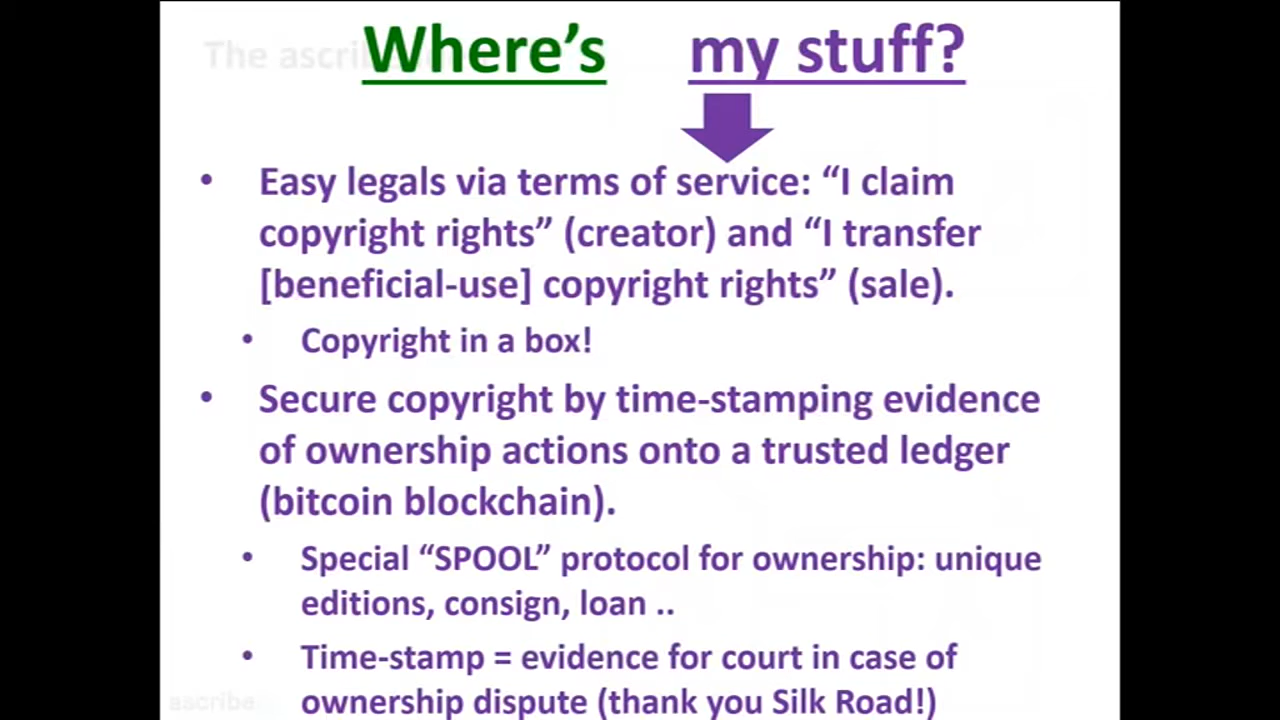 Where's my stuff?
• Easy legals via terms of service: “I claim
copyright rights” (creator) and “I transfer
[beneficial-use] copyright rights” (sale).
• Copyright in a box!
• Secure copyright by time-stamping evidence
of ownership actions onto a trusted ledger
(bitcoin blockchain).
• Special “SPOOL” protocol for ownership: unique
editions, consign, loan ..
• Time-stamp = evidence for court in case of
ownership dispute (thank you Silk Road!)
ascribe